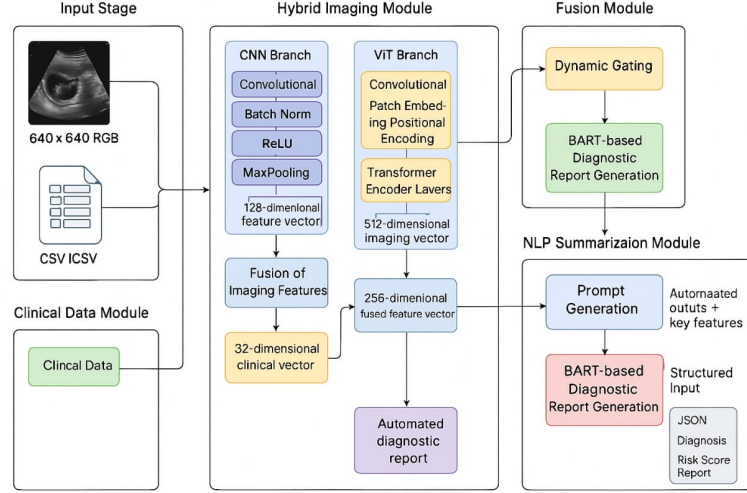 Input Stage
640 x 640 RGB
CSV ICSV
Clinical Data Module
Clincal Data
Hybrid Imaging Module
CNN Branch
Convolutional
Batch Norm
ReLU
MaxPooling
128-dimenlonal
feature vector
Fusion of
Imaging Features
32-dimensional
clinical vector
ViT Branch
Convolutional
Patch Embed-
ing Positional
Encoding
Transformer
Encoder Lavers
512-dimensional
imaging vector
256-dimenional
fused feature vector
Automated
diagnostic
report
Fusion Module
Dynamic Gating
BART-based
Diagnostic
Report Generation
NLP Summarizaion Module
Prompt
Generation
Automaated
oututs +
key features
BART-based
Diagnostic
Report Generation
Structured
Input
JSON
Diagnosis
Risk Score
Report